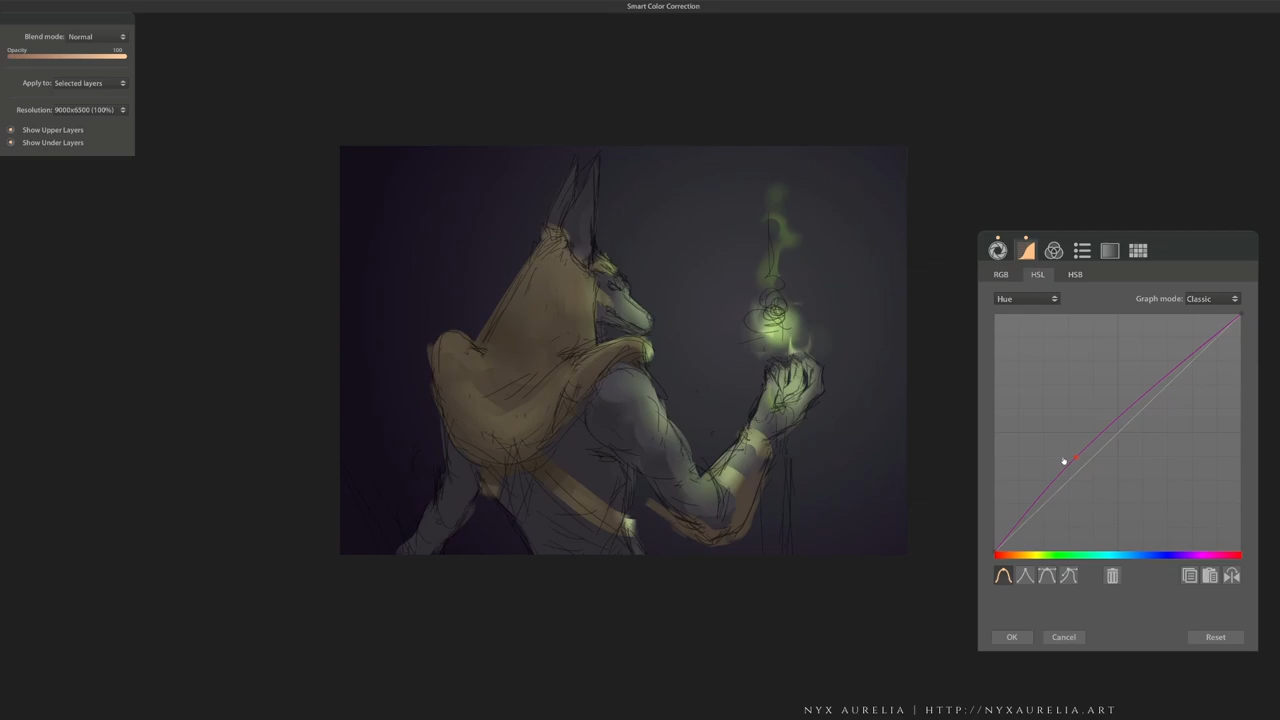 Smart Color Correction
Blend mode: Normal
Opacity 100
Apply to: Selected layers
Resolution: 9000x6500 (100%)
Show Upper Layers
Show Under Layers
RGB HSL HSB
Hue Graph mode: Classic
OK Cancel Reset
NYX AURELIA | HTTP://NYXAURELIA.ART